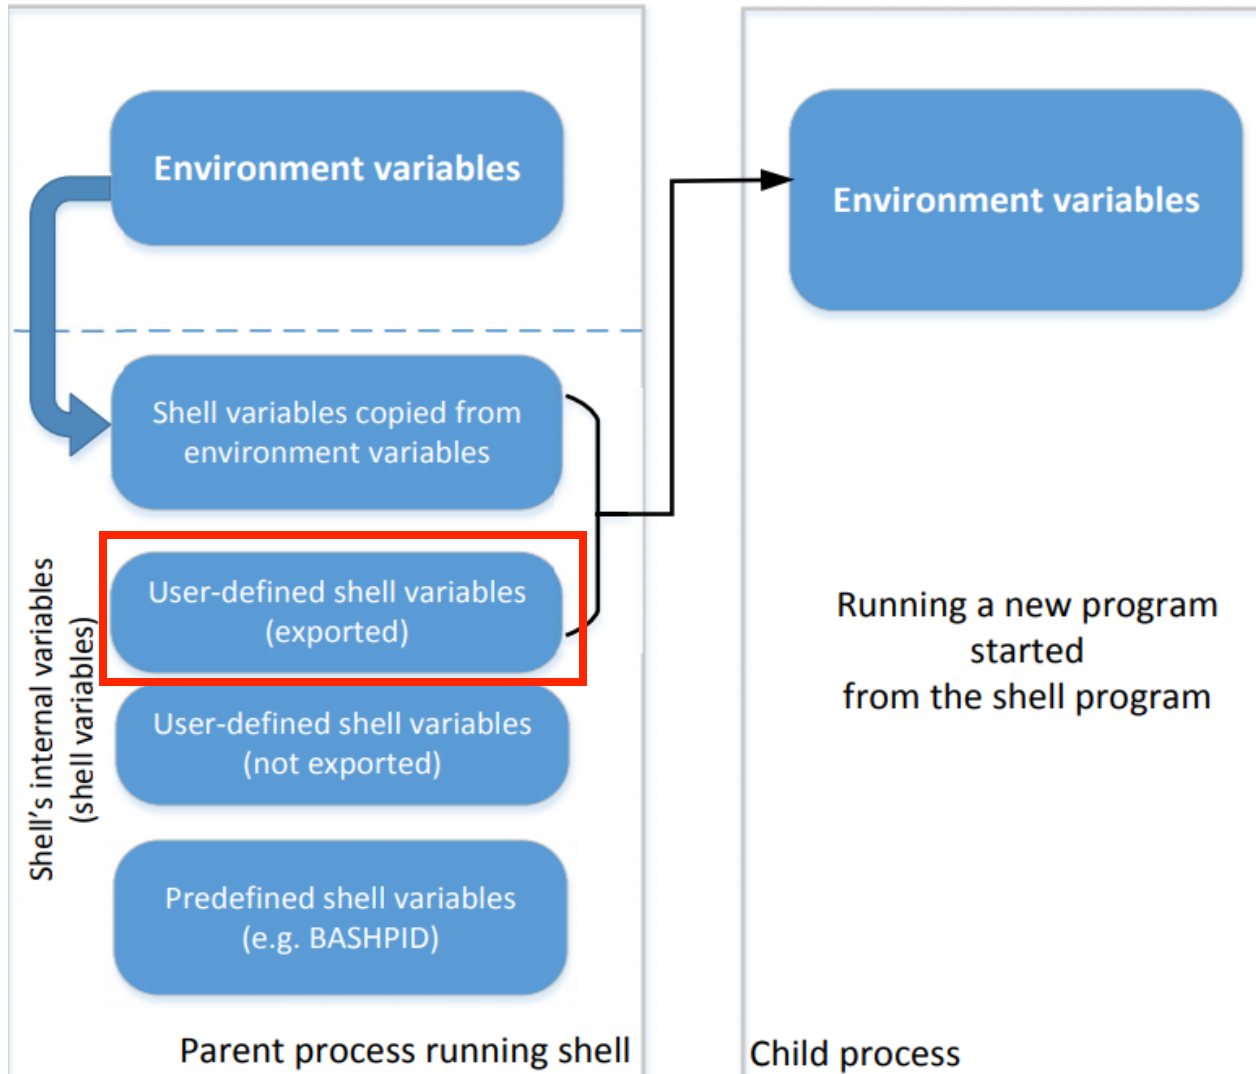 Environment variables
Shell variables copied from
environment variables
User-defined shell variables
(exported)
User-defined shell variables
(not exported)
Predefined shell variables
(e.g. BASHPID)
Shell's internal variables
(shell variables)
Parent process running shell
Environment variables
Running a new program
started
from the shell program
Child process